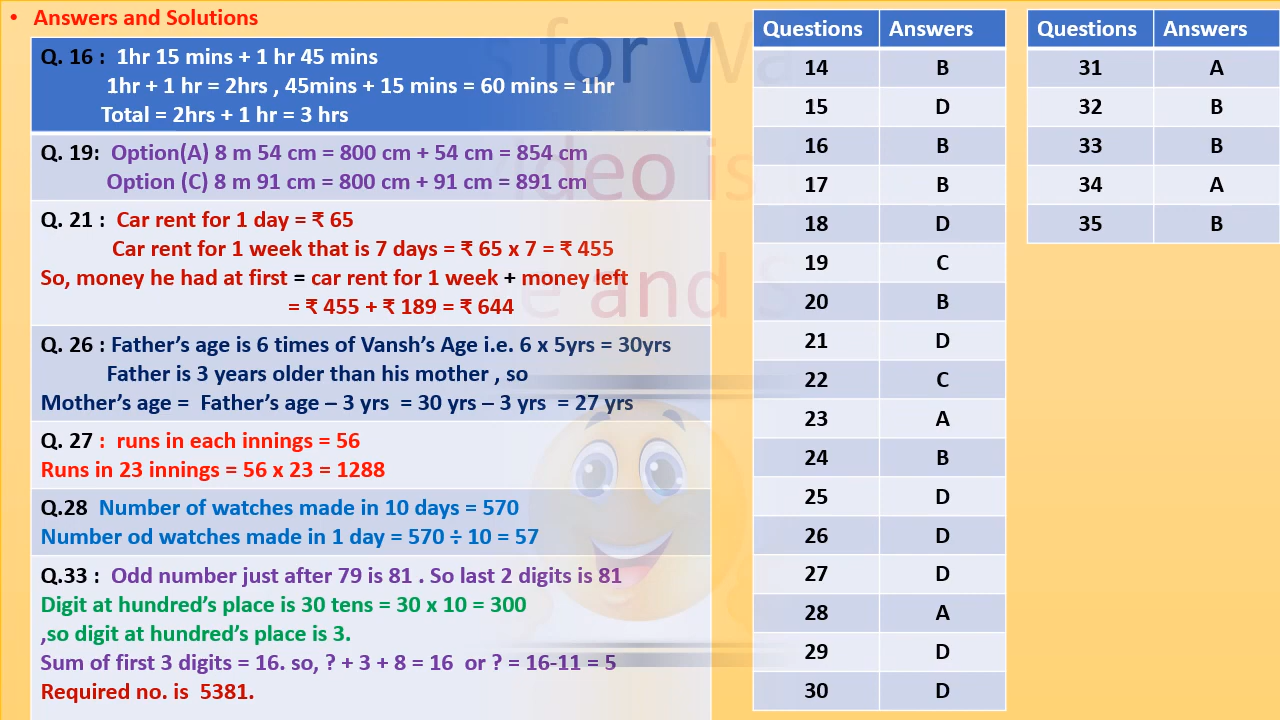 • Answers and Solutions
Q. 16 : 1hr 15 mins + 1 hr 45 mins
1hr + 1 hr = 2hrs , 45mins + 15 mins = 60 mins = 1hr
Total = 2hrs + 1 hr = 3 hrs
Q. 19: Option(A) 8 m 54 cm = 800 cm + 54 cm = 854 cm
Option (C) 8 m 91 cm = 800 cm + 91 cm = 891 cm
Q. 21 : Car rent for 1 day = ₹ 65
Car rent for 1 week that is 7 days = ₹ 65 x 7 = ₹ 455
So, money he had at first = car rent for 1 week + money left
= ₹ 455 + ₹ 189 = ₹ 644
Q. 26 : Father’s age is 6 times of Vansh’s Age i.e. 6 x 5yrs = 30yrs
Father is 3 years older than his mother , so
Mother’s age = Father’s age – 3 yrs = 30 yrs – 3 yrs = 27 yrs
Q. 27 : runs in each innings = 56
Runs in 23 innings = 56 x 23 = 1288
Q.28 Number of watches made in 10 days = 570
Number od watches made in 1 day = 570 ÷ 10 = 57
Q.33 : Odd number just after 79 is 81 . So last 2 digits is 81
Digit at hundred’s place is 30 tens = 30 x 10 = 300
,so digit at hundred’s place is 3.
Sum of first 3 digits = 16. so, ? + 3 + 8 = 16 or ? = 16-11 = 5
Required no. is 5381.
Questions Answers
14 B
15 D
16 B
17 B
18 D
19 C
20 B
21 D
22 C
23 A
24 B
25 D
26 D
27 D
28 A
29 D
30 D
Questions Answers
31 A
32 B
33 B
34 A
35 B
for
is
and